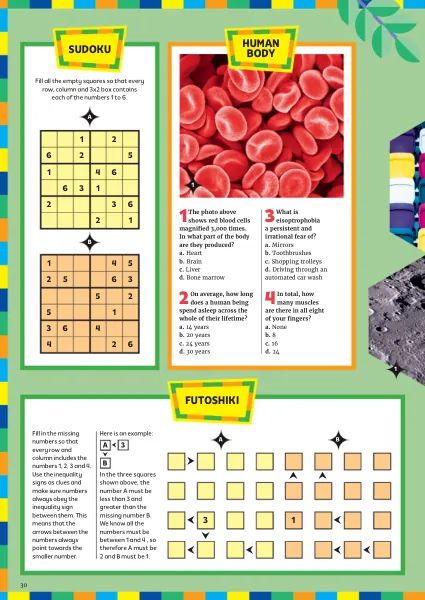 SUDOKU
Fill all the empty squares so that every
row, column and 3x2 box contains
each of the numbers 1 to 6.
A
1 2
6 2 5
1 4 6
6 3 1
2 3 6
2 1
B
1 4 5
2 5 6 3
5 2
5 1
3 6 4
4 2 6
HUMAN
BODY
1
1 The photo above
shows red blood cells
magnified 3,000 times.
In what part of the body
are they produced?
a. Heart
b. Brain
c. Liver
d. Bone marrow
2 On average, how long
does a human being
spend asleep across the
whole of their lifetime?
a. 14 years
b. 20 years
c. 24 years
d. 30 years
3 What is
eisoptrophobia
a persistent and
irrational fear of?
a. Mirrors
b. Toothbrushes
c. Shopping trolleys
d. Driving through an
automated car wash
4 In total, how
many muscles
are there in all eight
of your fingers?
a. None
b. 8
c. 16
d. 24
1
FUTOSHIKI
Fill in the missing
numbers so that
every row and
column includes the
numbers 1, 2, 3 and 4.
Use the inequality
signs as clues and
make sure numbers
always obey the
inequality sign
between them. This
means that the
arrows between the
numbers always
point towards the
smaller number.
Here is an example:
A < 3
B
In the three squares
shown above, the
number A must be
less than 3 and
greater than the
missing number B.
We know all the
numbers must be
between 1 and 4, so
therefore A must be
2 and B must be 1.
A
3
B
1
30